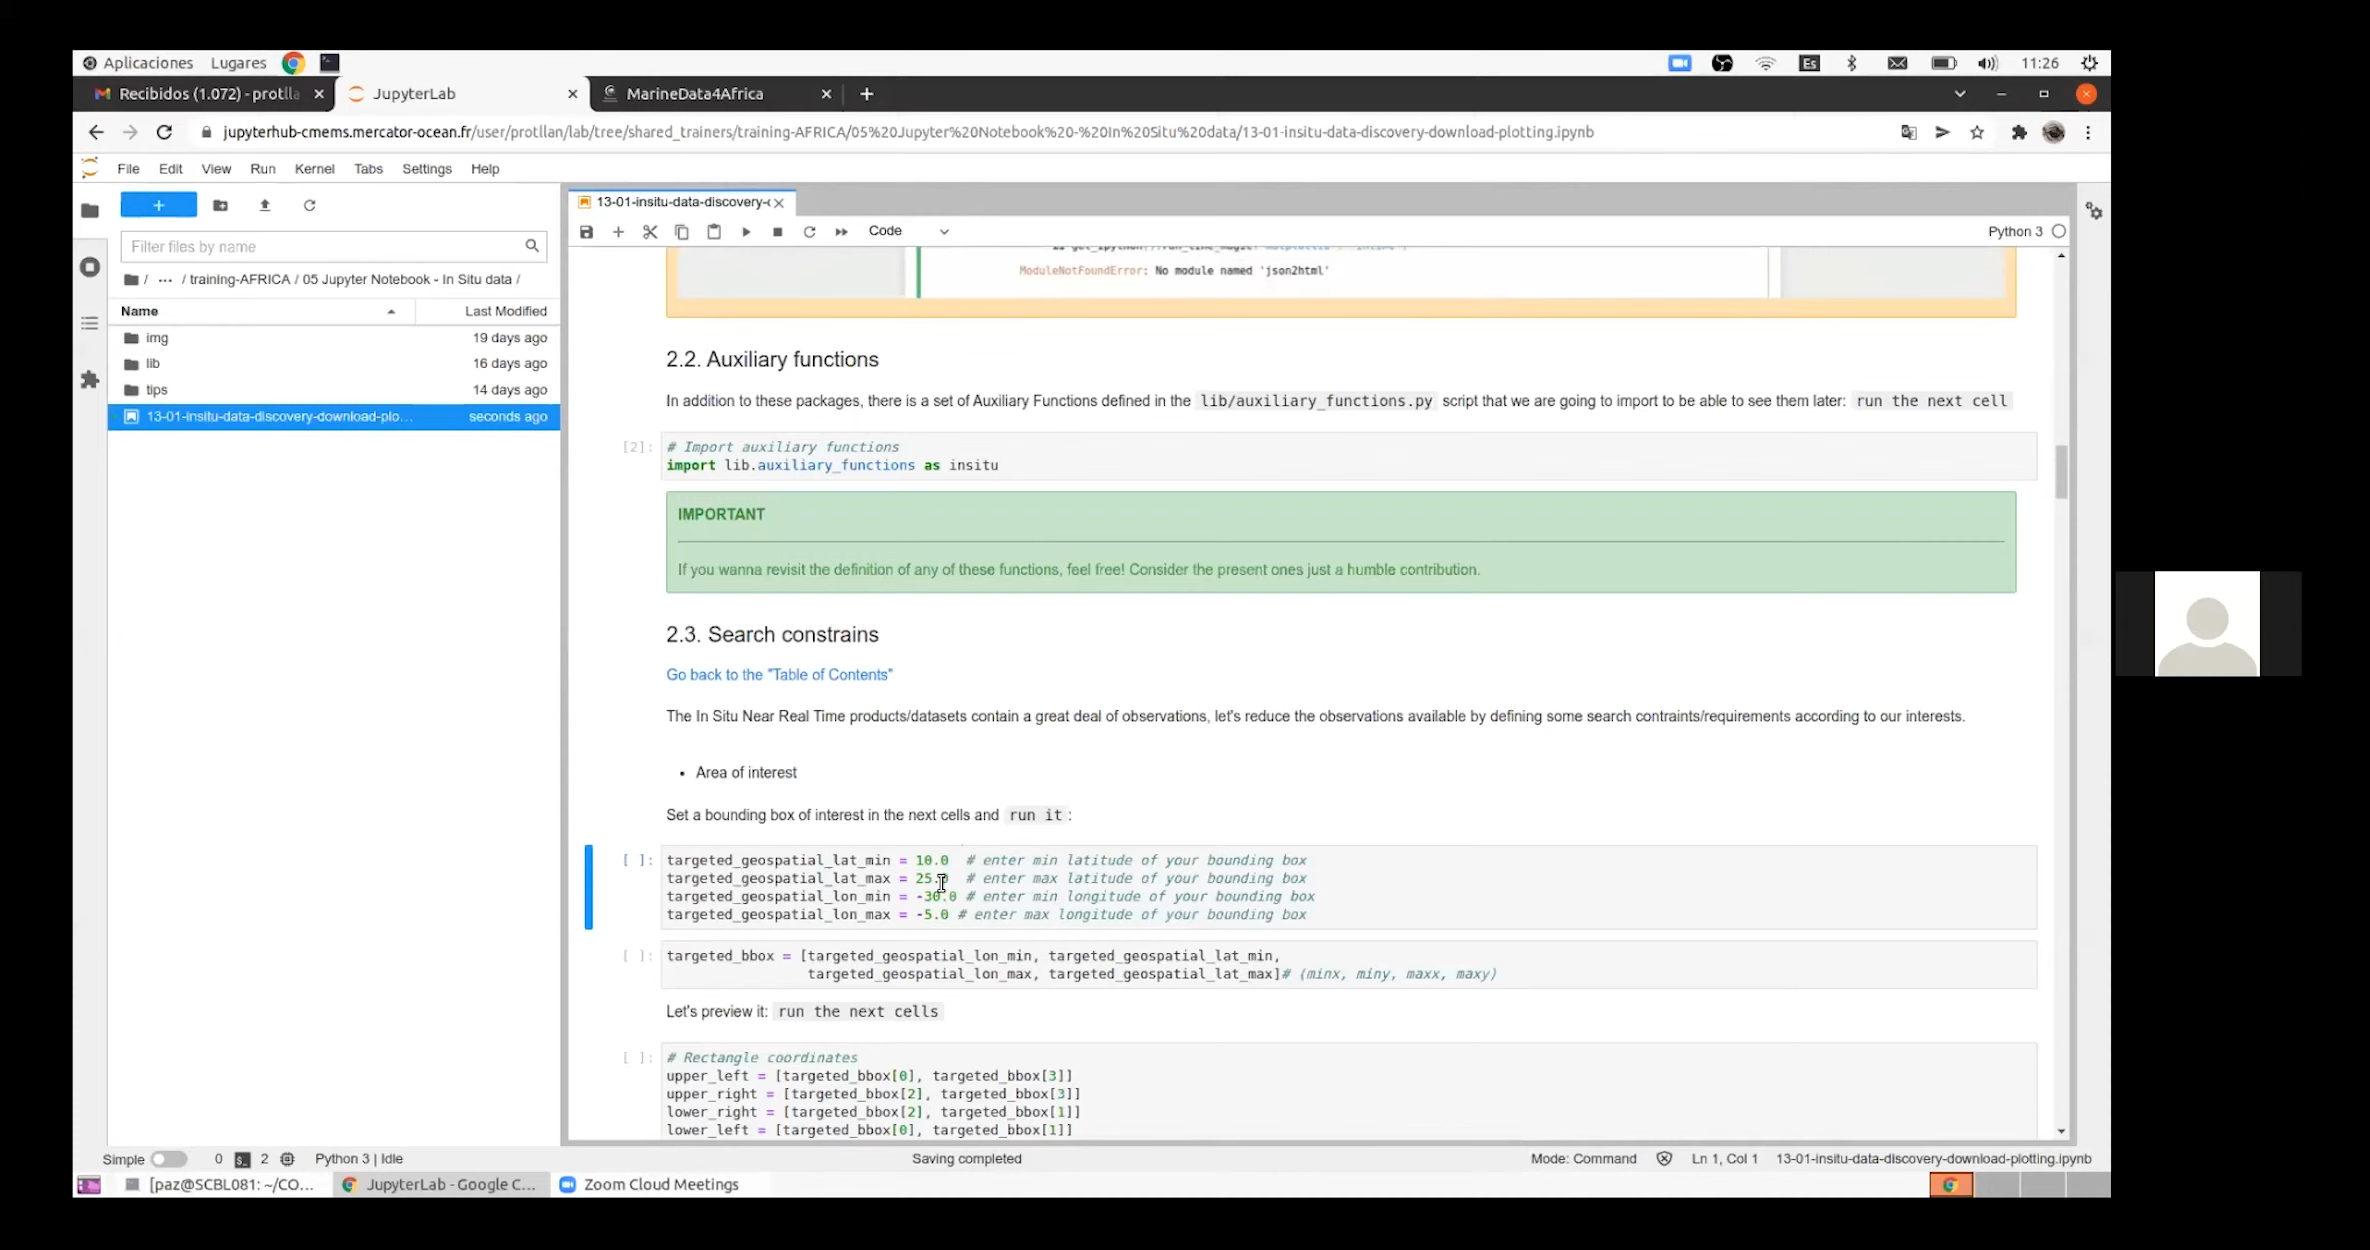 Aplicaciones Lugares Es 11:26
Recibidos (1.072) - protlla JupyterLab MarineData4Africa
jupyterhub-cmems.mercator-ocean.fr/user/protllan/lab/tree/shared_trainers/training-AFRICA/05%20Jupyter%20Notebook%20-%20In%20Situ%20data/13-01-insitu-data-discovery-download-plotting.ipynb
File Edit View Run Kernel Tabs Settings Help
13-01-insitu-data-discovery-
Code Python 3
Filter files by name
/ ··· / training-AFRICA / 05 Jupyter Notebook - In Situ data /
Name Last Modified
img 19 days ago
lib 16 days ago
tips 14 days ago
13-01-insitu-data-discovery-download-plo... seconds ago
ModuleNotFoundError: No module named 'json2html'
2.2. Auxiliary functions
In addition to these packages, there is a set of Auxiliary Functions defined in the lib/auxiliary_functions.py script that we are going to import to be able to see them later: run the next cell
[2]: # Import auxiliary functions
import lib.auxiliary_functions as insitu
IMPORTANT
If you wanna revisit the definition of any of these functions, feel free! Consider the present ones just a humble contribution.
2.3. Search constrains
Go back to the "Table of Contents"
The In Situ Near Real Time products/datasets contain a great deal of observations, let's reduce the observations available by defining some search contraints/requirements according to our interests.
• Area of interest
Set a bounding box of interest in the next cells and run it :
[ ]: targeted_geospatial_lat_min = 10.0 # enter min latitude of your bounding box
targeted_geospatial_lat_max = 25.0 # enter max latitude of your bounding box
targeted_geospatial_lon_min = -30.0 # enter min longitude of your bounding box
targeted_geospatial_lon_max = -5.0 # enter max longitude of your bounding box
[ ]: targeted_bbox = [targeted_geospatial_lon_min, targeted_geospatial_lat_min,
targeted_geospatial_lon_max, targeted_geospatial_lat_max]# (minx, miny, maxx, maxy)
Let's preview it: run the next cells
[ ]: # Rectangle coordinates
upper_left = [targeted_bbox[0], targeted_bbox[3]]
upper_right = [targeted_bbox[2], targeted_bbox[3]]
lower_right = [targeted_bbox[2], targeted_bbox[1]]
lower_left = [targeted_bbox[0], targeted_bbox[1]]
Simple 0 2 Python 3 | Idle Saving completed Mode: Command Ln 1, Col 1 13-01-insitu-data-discovery-download-plotting.ipynb
[paz@SCBL081: ~/CO... JupyterLab - Google C... Zoom Cloud Meetings